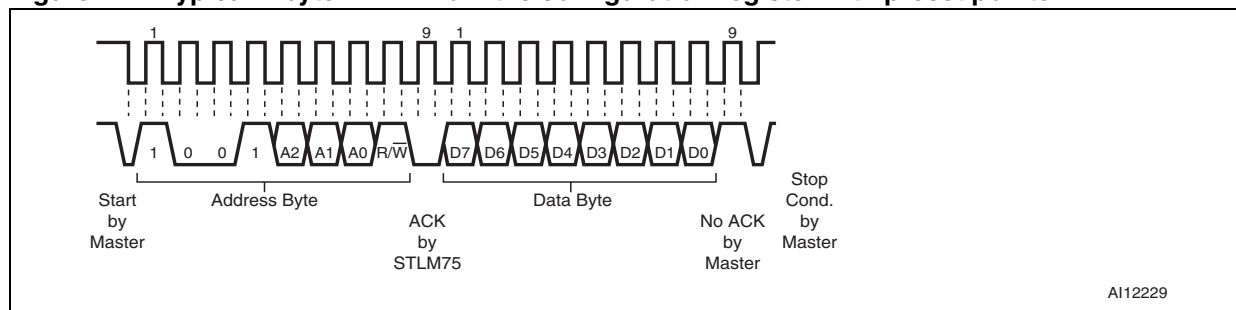 1 9 1 9
1 0 0 1 A2 A1 A0 R/W̅ D7 D6 D5 D4 D3 D2 D1 D0
Start
by
Master
Address Byte
ACK
by
STLM75
Data Byte
No ACK
by
Master
Stop
Cond.
by
Master
AI12229